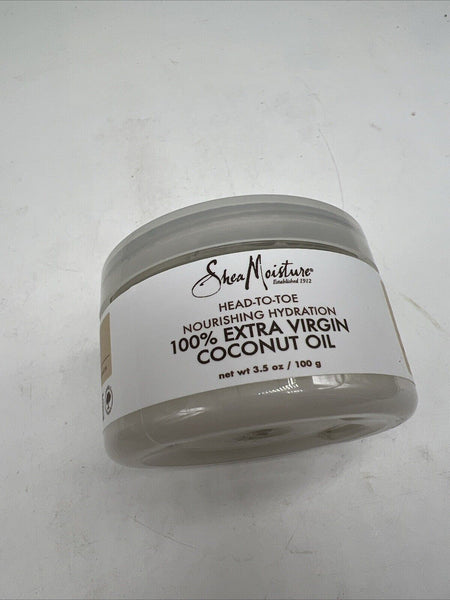 SheaMoisture®
Established 1912
HEAD-TO-TOE
NOURISHING HYDRATION
100% EXTRA VIRGIN
COCONUT OIL
net wt 3.5 oz / 100 g